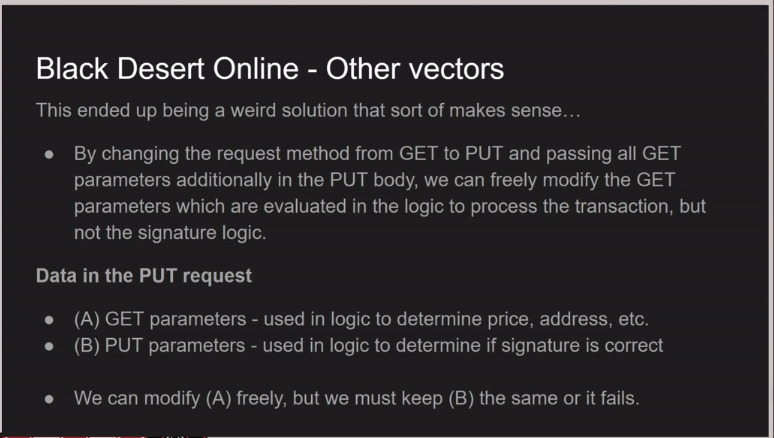 Black Desert Online - Other vectors
This ended up being a weird solution that sort of makes sense…
● By changing the request method from GET to PUT and passing all GET
parameters additionally in the PUT body, we can freely modify the GET
parameters which are evaluated in the logic to process the transaction, but
not the signature logic.
Data in the PUT request
● (A) GET parameters - used in logic to determine price, address, etc.
● (B) PUT parameters - used in logic to determine if signature is correct
● We can modify (A) freely, but we must keep (B) the same or it fails.